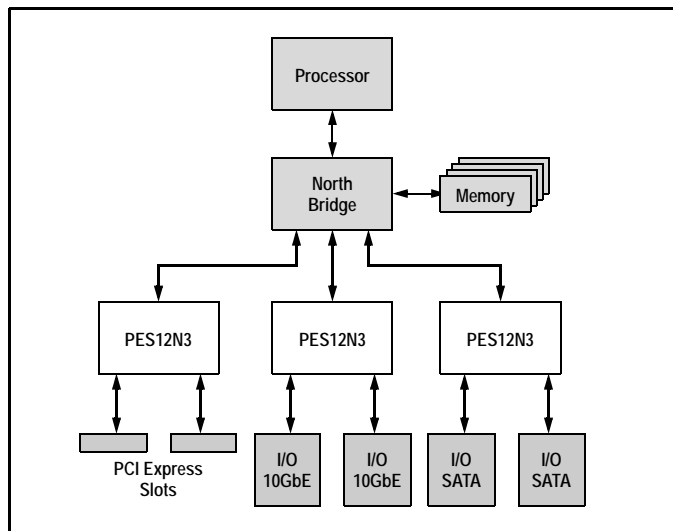 Processor
North
Bridge
Memory
PES12N3
PES12N3
PES12N3
PCI Express
Slots
I/O
10GbE
I/O
10GbE
I/O
SATA
I/O
SATA